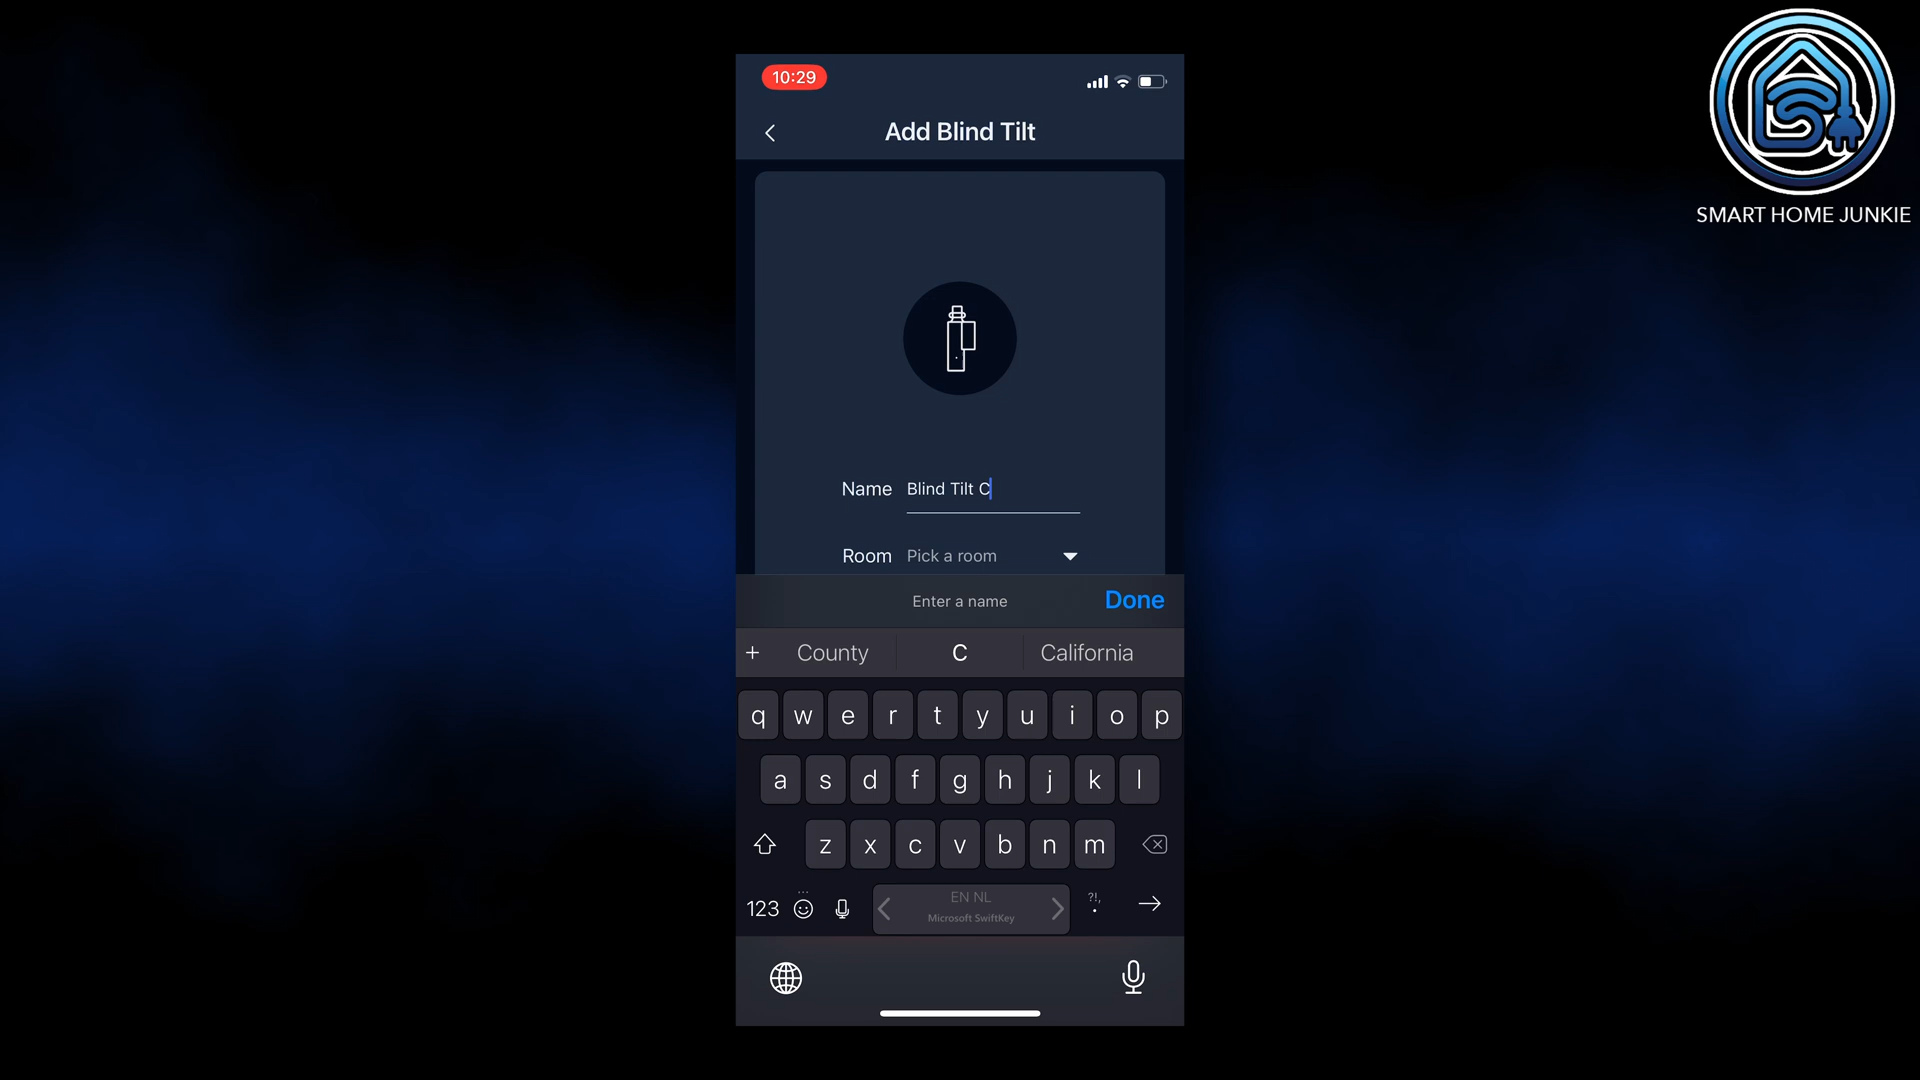 10:29
Add Blind Tilt
SMART HOME JUNKIE
Name Blind Tilt C
Room Pick a room
Enter a name Done
+ County C California
q w e r t y u i o p
a s d f g h j k l
z x c v b n m
123 EN NL ?!,
Microsoft SwiftKey .